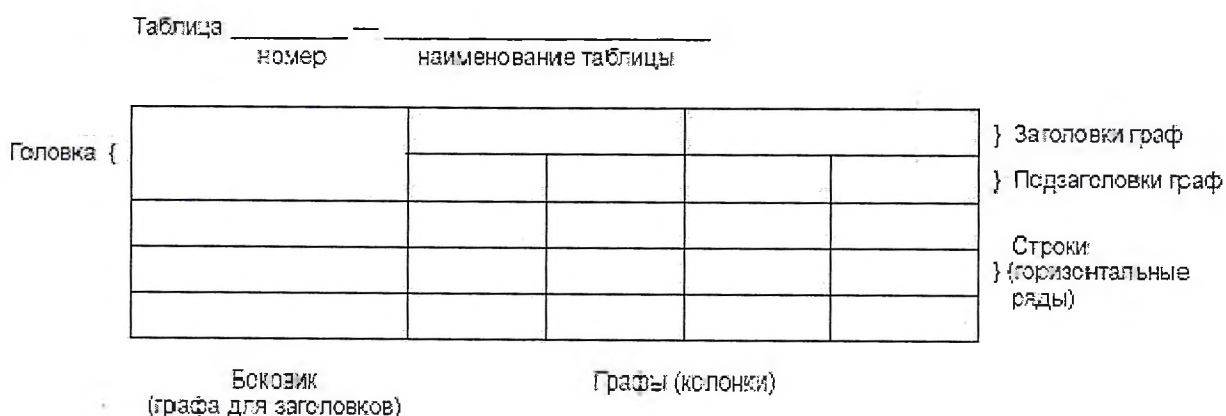 Таблица ________ — ________
номер наименование таблицы
Головка {
} Заголовки граф
} Подзаголовки граф
Строки
} (горизонтальные
ряды)
Боковик
(графа для заголовков)
Графы (колонки)